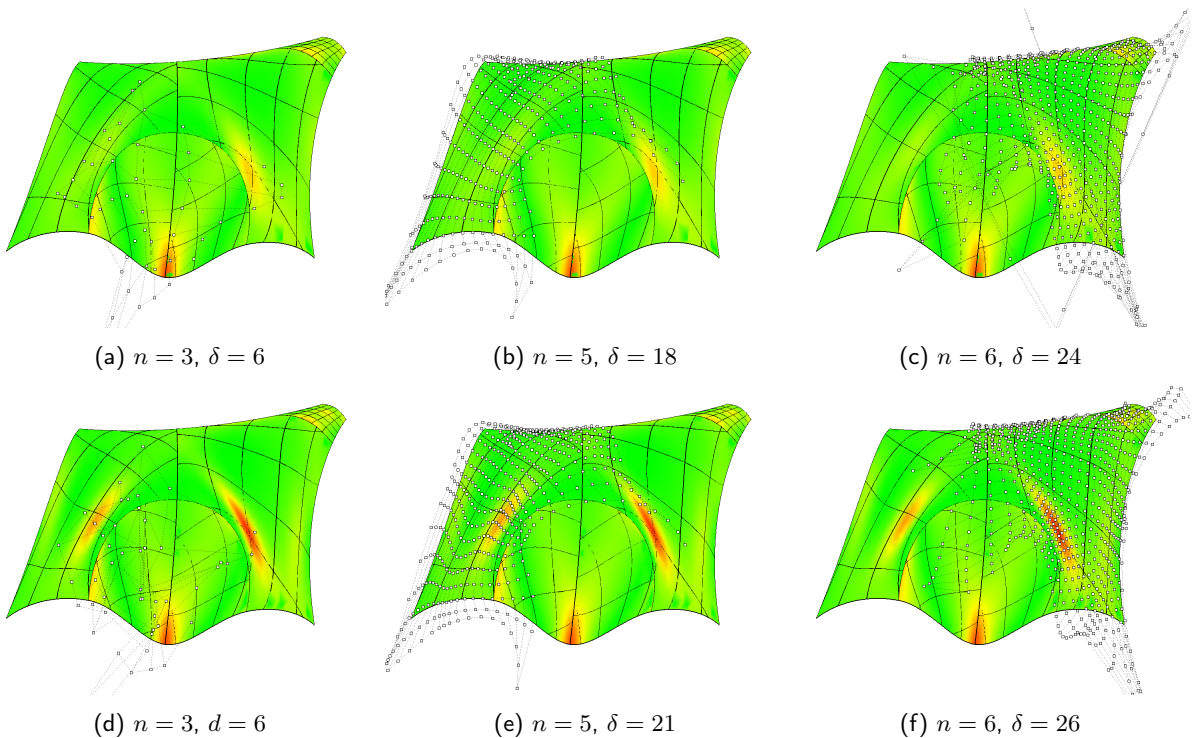 (a) n = 3, δ = 6
(b) n = 5, δ = 18
(c) n = 6, δ = 24
(d) n = 3, d = 6
(e) n = 5, δ = 21
(f) n = 6, δ = 26